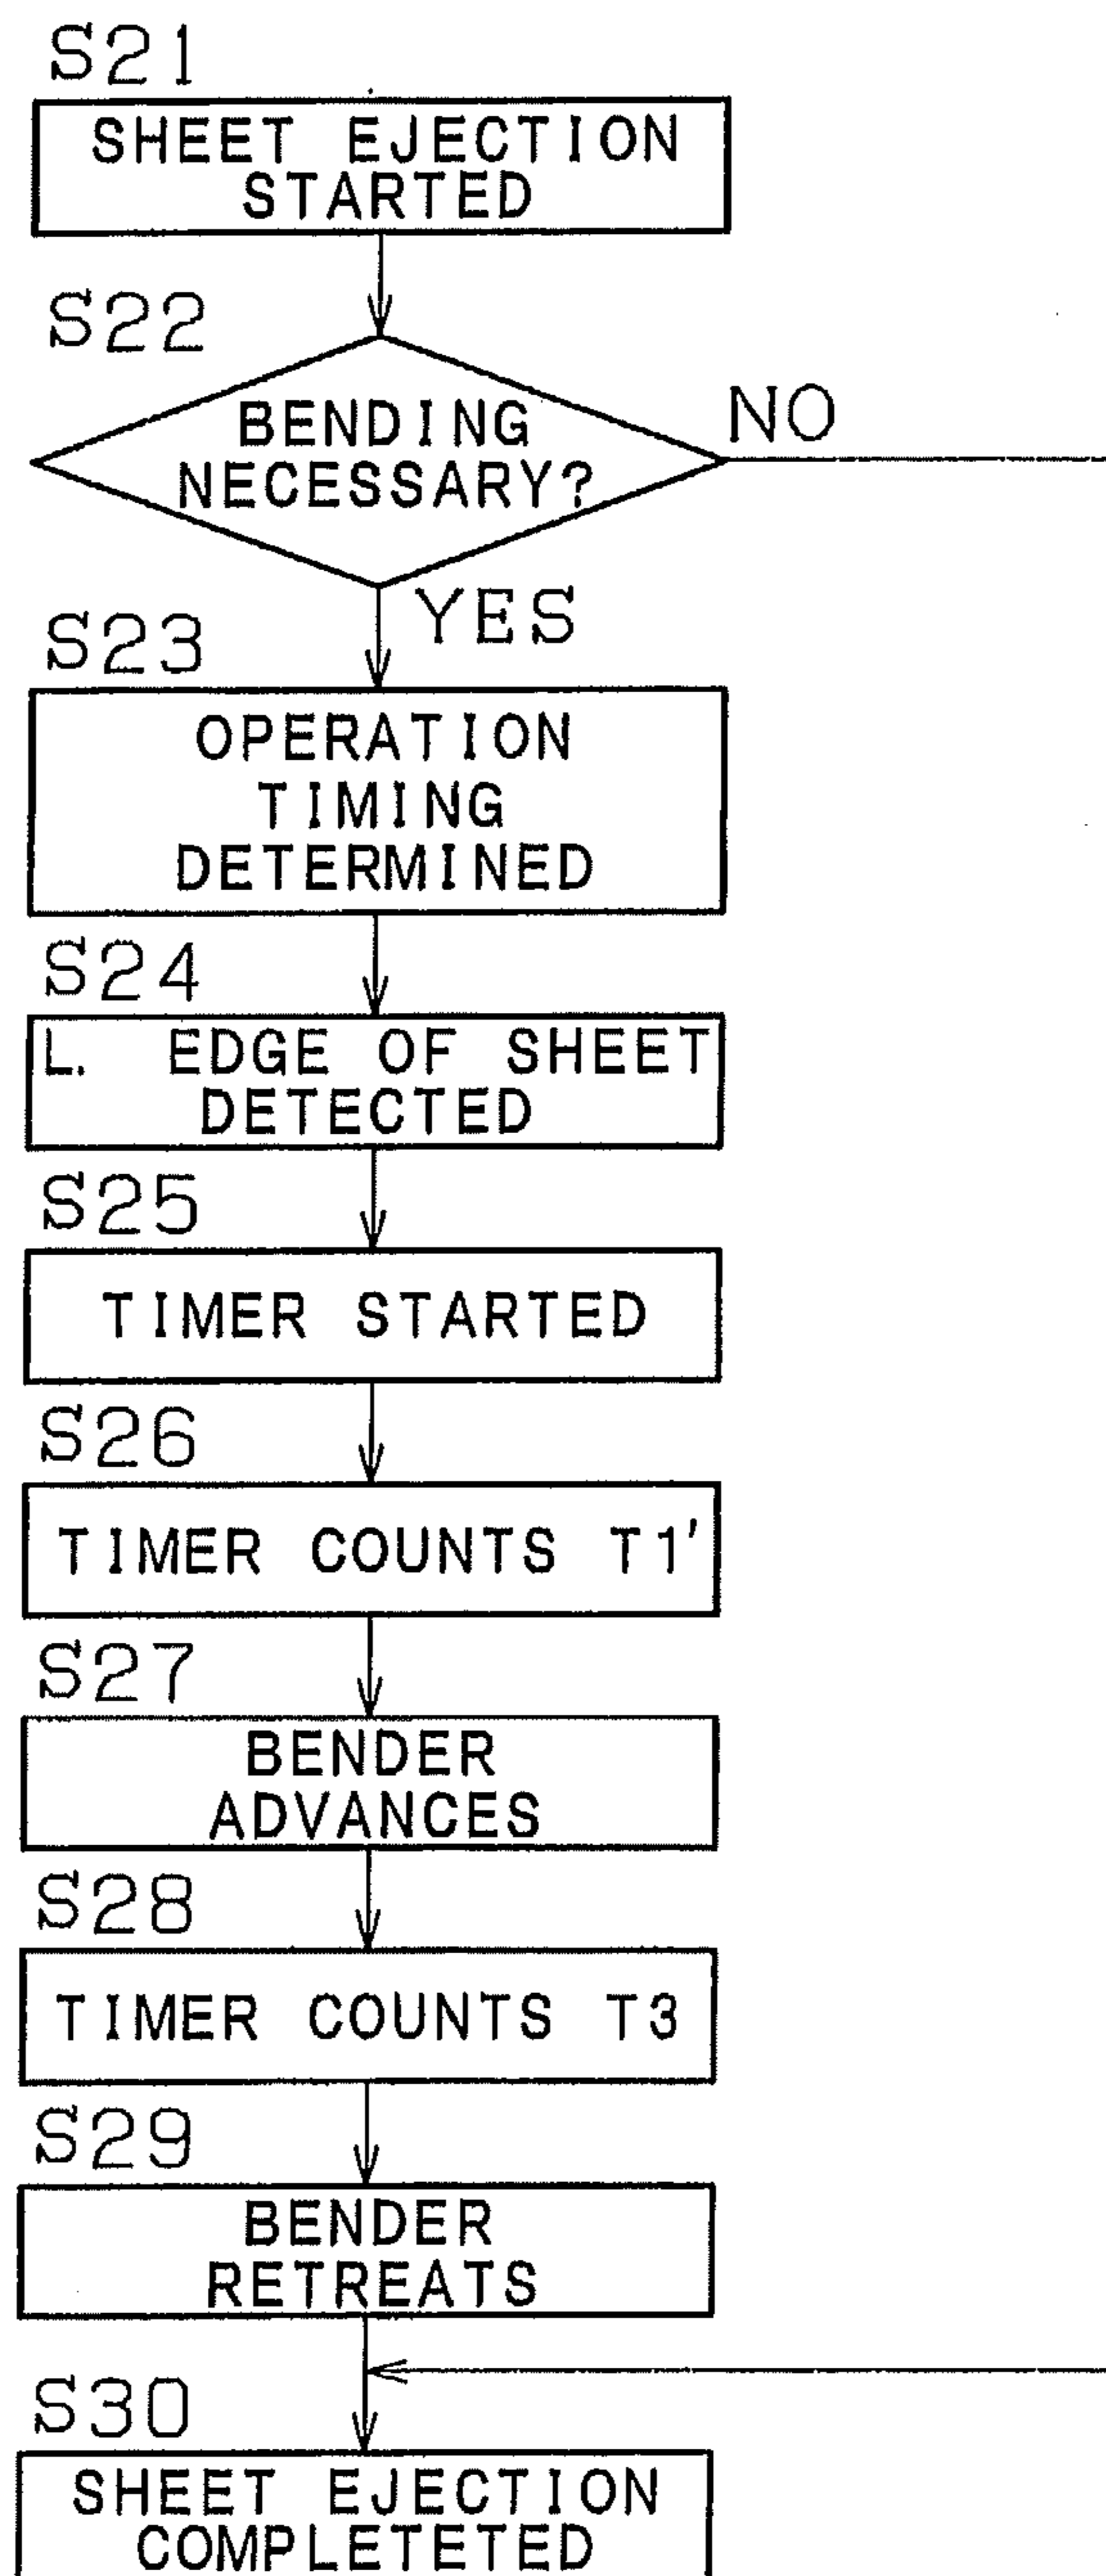 S21
SHEET EJECTION
STARTED
S22
BENDING
NECESSARY?
NO
YES
S23
OPERATION
TIMING
DETERMINED
S24
L. EDGE OF SHEET
DETECTED
S25
TIMER STARTED
S26
TIMER COUNTS T1'
S27
BENDER
ADVANCES
S28
TIMER COUNTS T3
S29
BENDER
RETREATS
S30
SHEET EJECTION
COMPLETETED